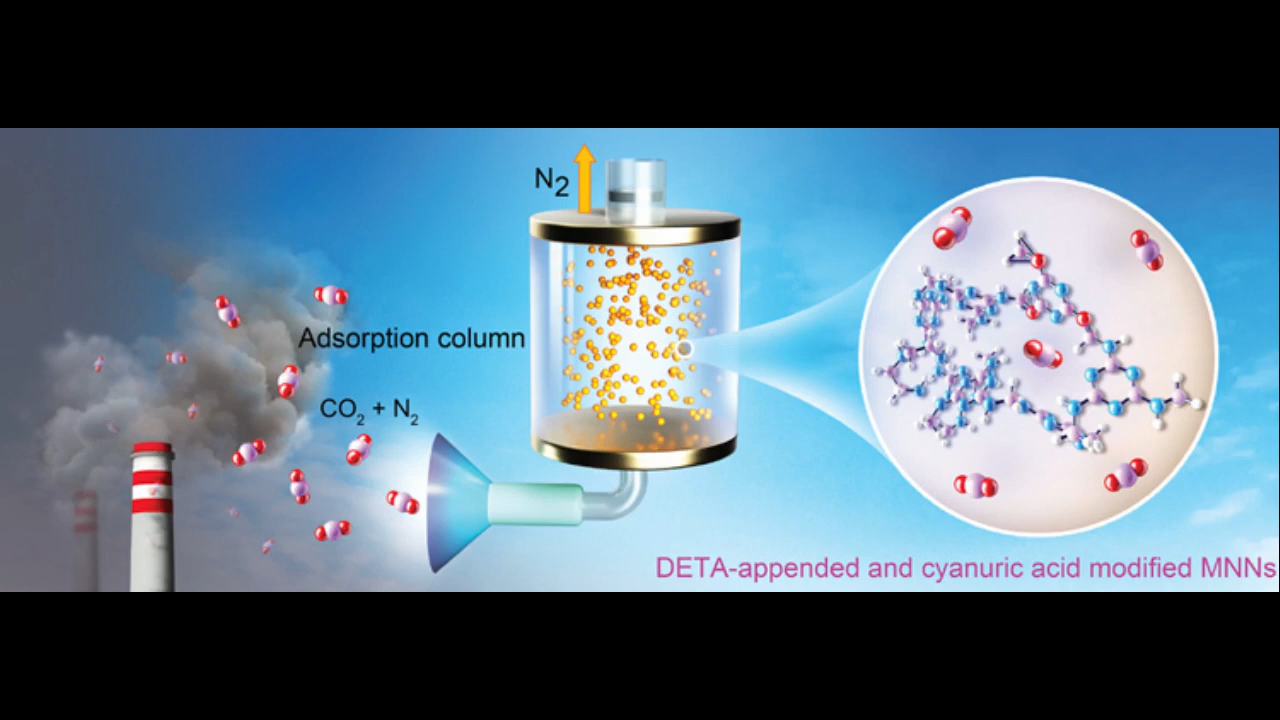 N2
Adsorption column
CO2 + N2
DETA-appended and cyanuric acid modified MNNs